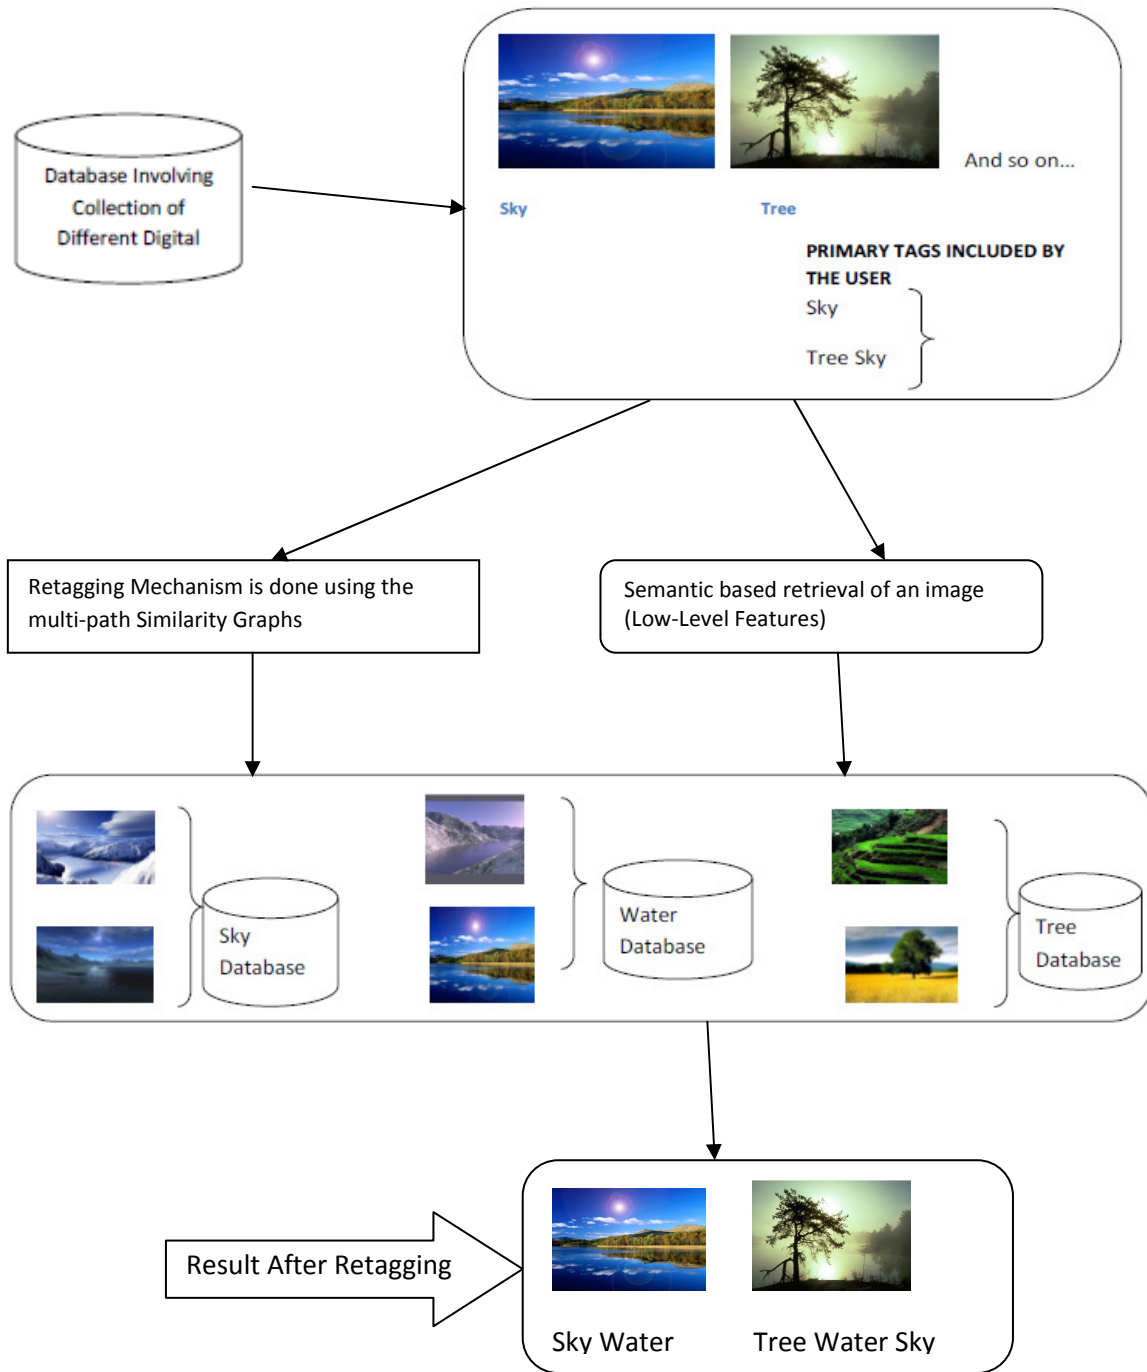 Database Involving
Collection of
Different Digital
And so on...
Sky
Tree
PRIMARY TAGS INCLUDED BY
THE USER
Sky
Tree Sky
Retagging Mechanism is done using the
multi-path Similarity Graphs
Semantic based retrieval of an image
(Low-Level Features)
Sky
Database
Water
Database
Tree
Database
Result After Retagging
Sky Water
Tree Water Sky